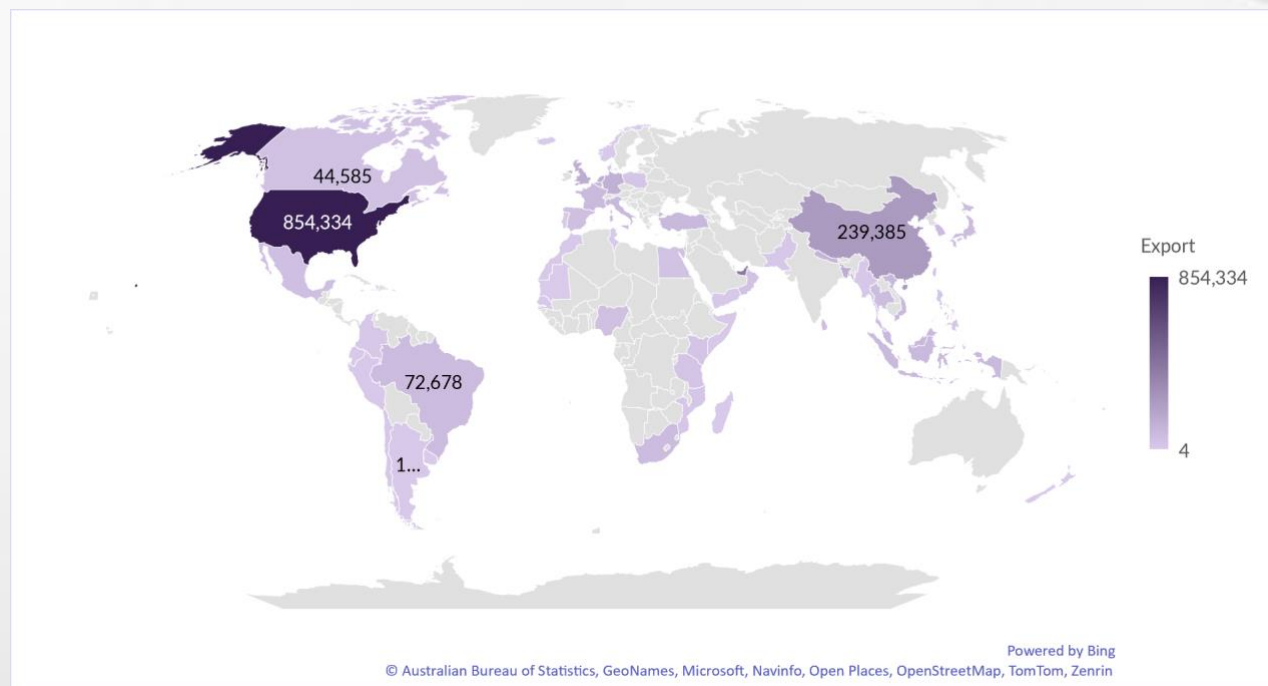 44,585
854,334
239,385
72,678
1...
Export
854,334
4
Powered by Bing
© Australian Bureau of Statistics, GeoNames, Microsoft, Navinfo, Open Places, OpenStreetMap, TomTom, Zenrin